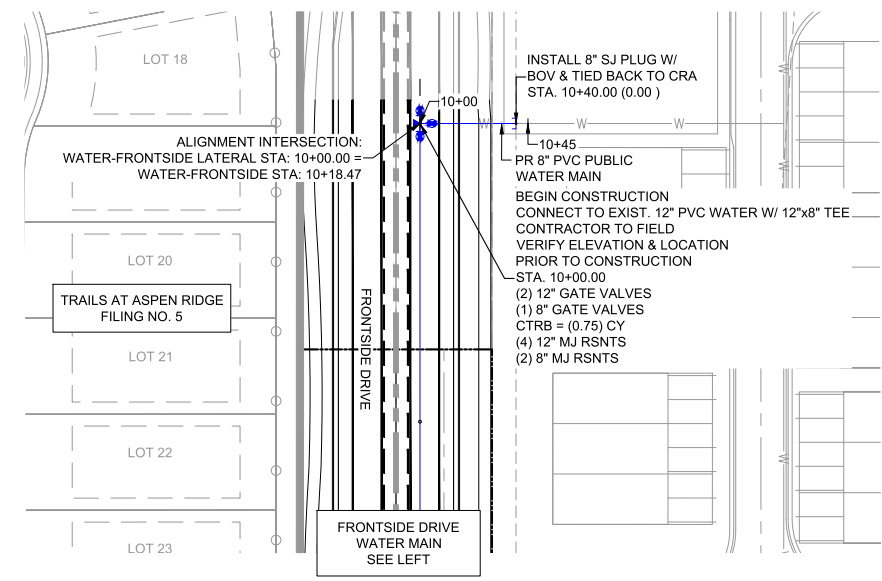 LOT 18
INSTALL 8" SJ PLUG W/
BOV & TIED BACK TO CRA
STA. 10+40.00 (0.00 )
10+00
10+45
ALIGNMENT INTERSECTION:
WATER-FRONTSIDE LATERAL STA: 10+00.00 =
WATER-FRONTSIDE STA: 10+18.47
W
W
W
PR 8" PVC PUBLIC
WATER MAIN
BEGIN CONSTRUCTION
CONNECT TO EXIST. 12" PVC WATER W/ 12"x8" TEE
CONTRACTOR TO FIELD
VERIFY ELEVATION & LOCATION
PRIOR TO CONSTRUCTION
STA. 10+00.00
(2) 12" GATE VALVES
(1) 8" GATE VALVES
CTRB = (0.75) CY
(4) 12" MJ RSNTS
(2) 8" MJ RSNTS
LOT 20
TRAILS AT ASPEN RIDGE
FILING NO. 5
LOT 21
FRONTSIDE DRIVE
LOT 22
LOT 23
FRONTSIDE DRIVE
WATER MAIN
SEE LEFT
W
W
W